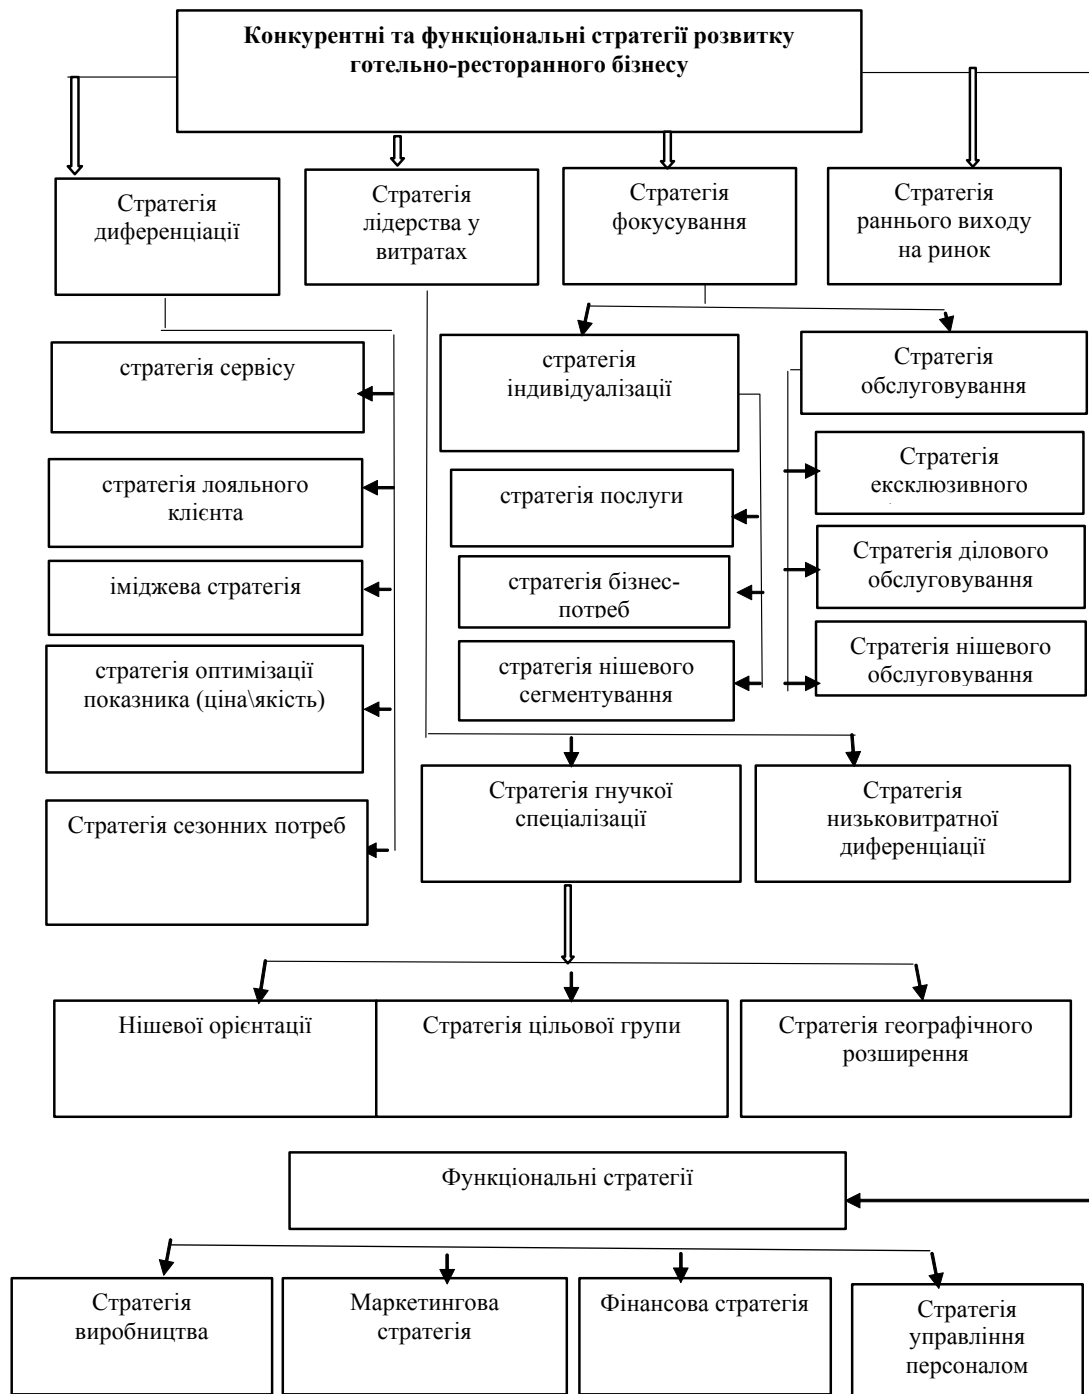 Конкурентні та функціональні стратегії розвитку
готельно-ресторанного бізнесу
Стратегія
диференціації
Стратегія
лідерства у
витратах
Стратегія
фокусування
Стратегія
раннього виходу
на ринок
стратегія сервісу
стратегія
індивідуалізації
Стратегія
обслуговування
стратегія лояльного
клієнта
стратегія послуги
Стратегія
ексклюзивного
іміджева стратегія
стратегія бізнес-
потреб
Стратегія ділового
обслуговування
стратегія оптимізації
показника (ціна\якість)
стратегія нішевого
сегментування
Стратегія нішевого
обслуговування
Стратегія сезонних потреб
Стратегія гнучкої
спеціалізації
Стратегія
низьковитратної
диференціації
Нішевої орієнтації
Стратегія цільової групи
Стратегія географічного
розширення
Функціональні стратегії
Стратегія
виробництва
Маркетингова
стратегія
Фінансова стратегія
Стратегія
управління
персоналом